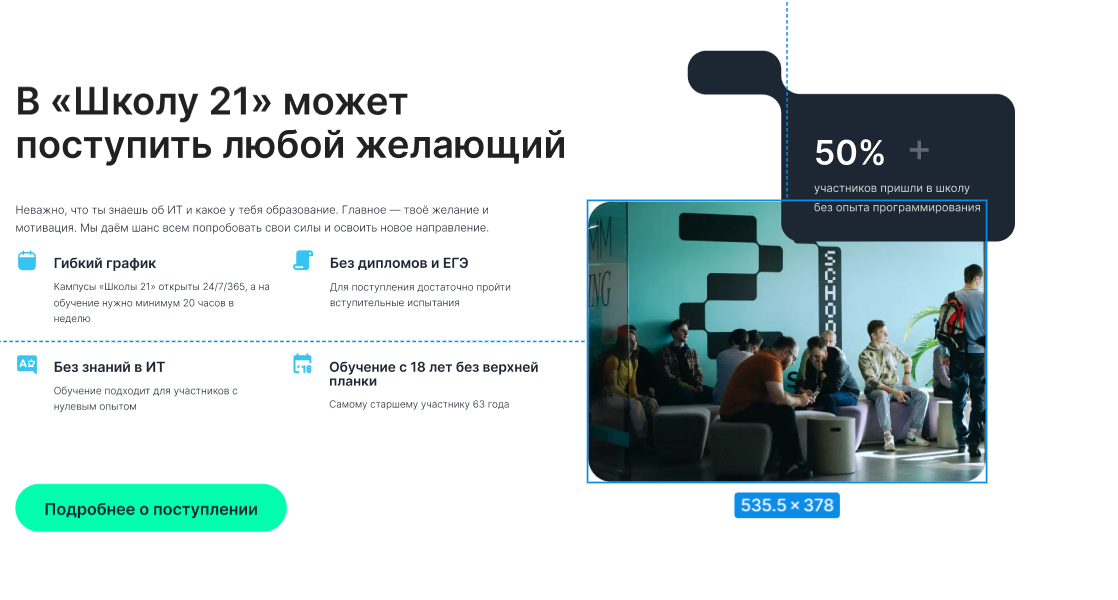 В «Школу 21» может
поступить любой желающий
Неважно, что ты знаешь об ИТ и какое у тебя образование. Главное — твоё желание и
мотивация. Мы даём шанс всем попробовать свои силы и освоить новое направление.
Гибкий график
Кампусы «Школы 21» открыты 24/7/365, а на
обучение нужно минимум 20 часов в
неделю
Без дипломов и ЕГЭ
Для поступления достаточно пройти
вступительные испытания
Без знаний в ИТ
Обучение подходит для участников с
нулевым опытом
18
Обучение с 18 лет без верхней
планки
Самому старшему участнику 63 года
Подробнее о поступлении
50% +
участников пришли в школу
без опыта программирования
21
SCHOO
535.5 × 378